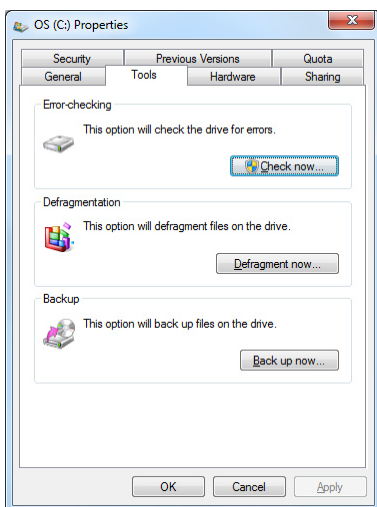 OS (C:) Properties
Security Previous Versions Quota
General Tools Hardware Sharing
Error-checking
This option will check the drive for errors.
Check now...
Defragmentation
This option will defragment files on the drive.
Defragment now...
Backup
This option will back up files on the drive.
Back up now...
OK Cancel Apply